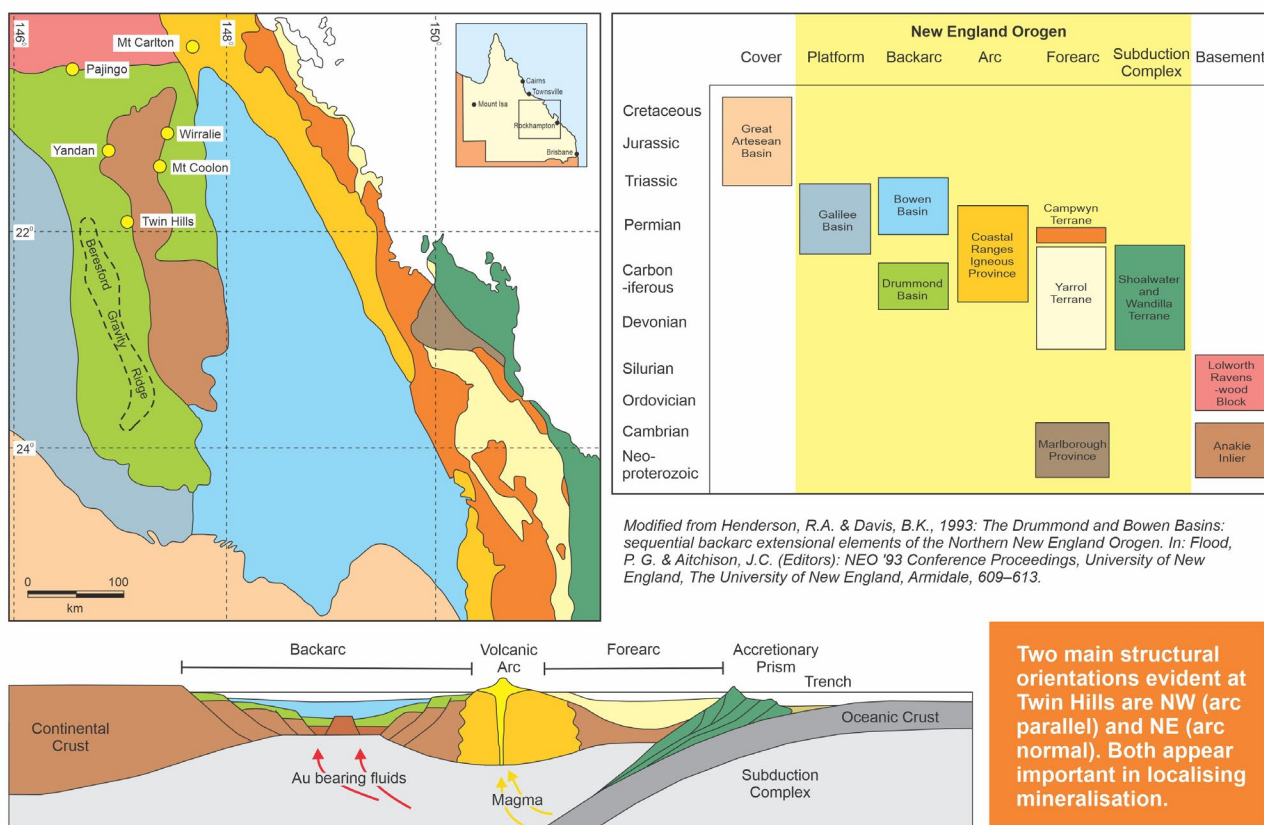 146°
148°
150°
Mt Carlton
Pajingo
Wirralie
Yandan
Mt Coolon
Twin Hills
22°
Beresford
Gravity
Ridge
24°
0 100
km
Cairns
Townsville
Mount Isa
Rockhampton
Brisbane
New England Orogen
Cover Platform Backarc Arc Forearc Subduction Complex Basement
Cretaceous
Jurassic
Triassic
Permian
Carbon
-iferous
Devonian
Silurian
Ordovician
Cambrian
Neo-
proterozoic
Great
Artesean
Basin
Galilee
Basin
Bowen
Basin
Drummond
Basin
Coastal
Ranges
Igneous
Province
Campwyn
Terrane
Yarrol
Terrane
Marlborough
Province
Shoalwater
and
Wandilla
Terrane
Lolworth
Ravens
-wood
Block
Anakie
Inlier
Modified from Henderson, R.A. & Davis, B.K., 1993: The Drummond and Bowen Basins:
sequential backarc extensional elements of the Northern New England Orogen. In: Flood,
P. G. & Aitchison, J.C. (Editors): NEO '93 Conference Proceedings, University of New
England, The University of New England, Armidale, 609–613.
Backarc
Volcanic
Arc
Forearc
Accretionary
Prism
Trench
Continental
Crust
Oceanic Crust
Au bearing fluids
Magma
Subduction
Complex
Two main structural
orientations evident at
Twin Hills are NW (arc
parallel) and NE (arc
normal). Both appear
important in localising
mineralisation.